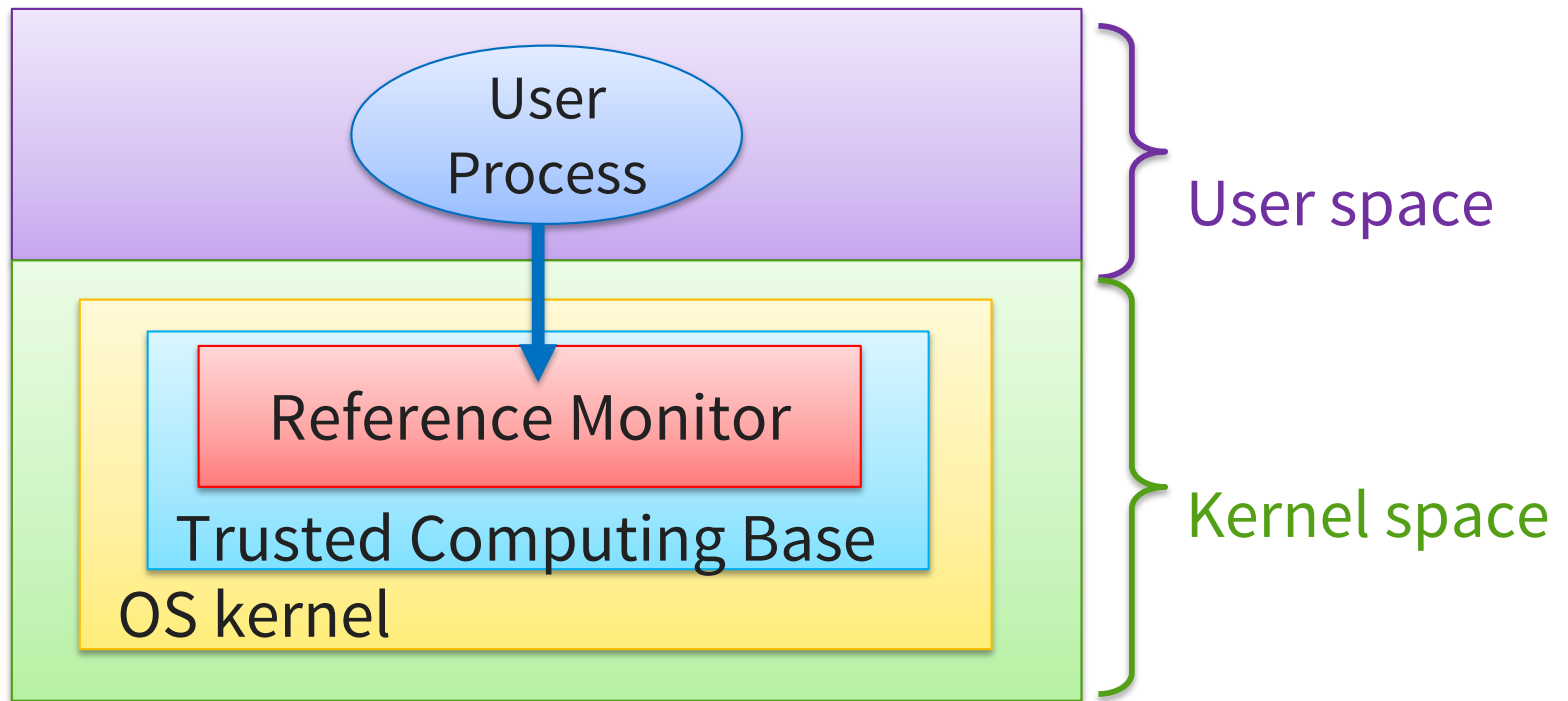 User
Process
User space
Reference Monitor
Kernel space
Trusted Computing Base
OS kernel